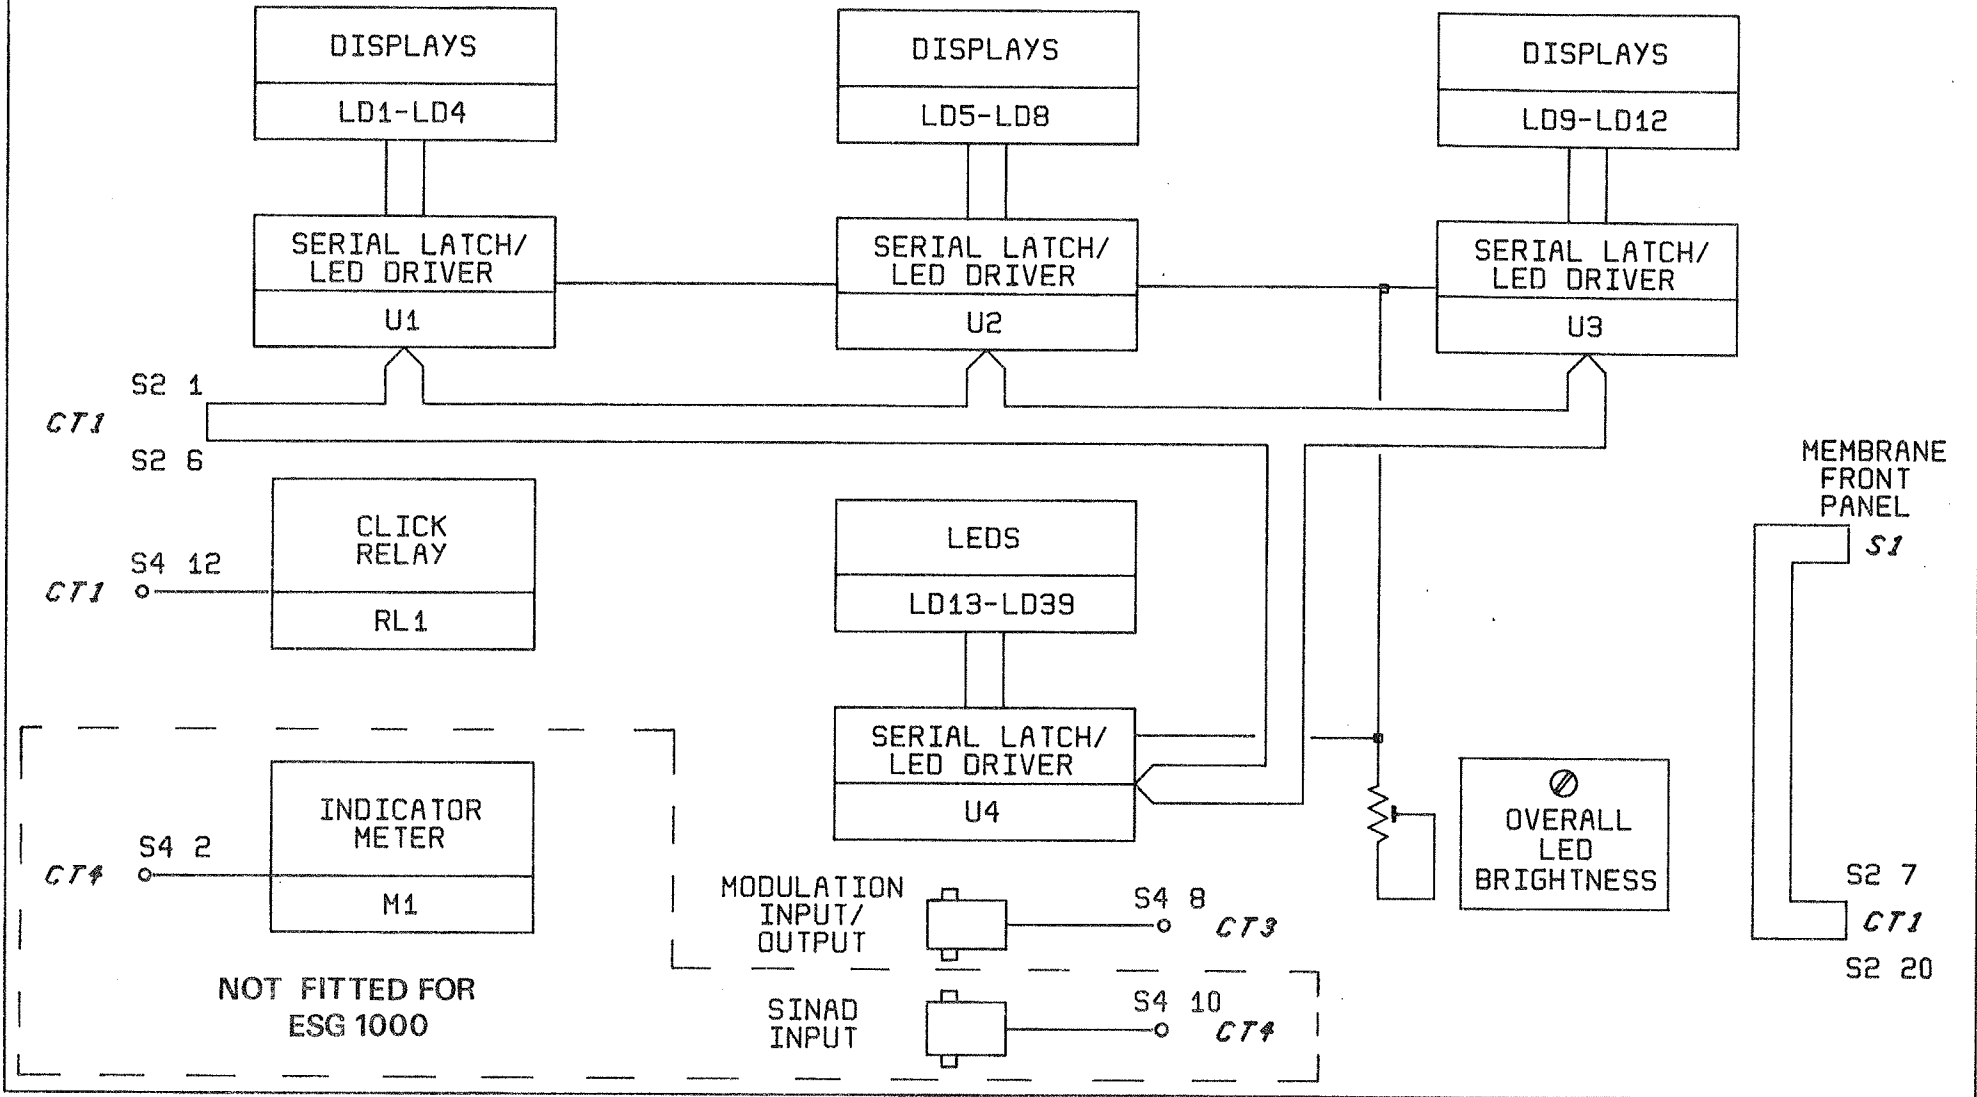 DISPLAYS
LD1-LD4
DISPLAYS
LD5-LD8
DISPLAYS
LD9-LD12
SERIAL LATCH/
LED DRIVER
U1
SERIAL LATCH/
LED DRIVER
U2
SERIAL LATCH/
LED DRIVER
U3
S2 1
CT1
S2 6
CLICK
RELAY
RL1
S4 12
CT1
LEDS
LD13-LD39
SERIAL LATCH/
LED DRIVER
U4
MEMBRANE
FRONT
PANEL
S1
OVERALL
LED
BRIGHTNESS
S2 7
CT1
S2 20
INDICATOR
METER
M1
S4 2
CT4
NOT FITTED FOR
ESG 1000
MODULATION
INPUT/
OUTPUT
S4 8
CT3
SINAD
INPUT
S4 10
CT4